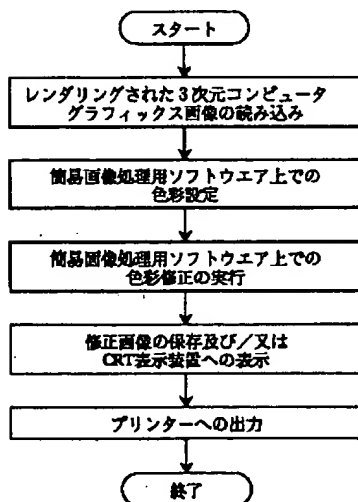 スタート
レンダリングされた3次元コンピュータ
グラフィックス画像の読み込み
簡易画像処理用ソフトウエア上での
色彩設定
簡易画像処理用ソフトウエア上での
色彩修正の実行
修正画像の保存及び／又は
CRT表示装置への表示
プリンターへの出力
終了